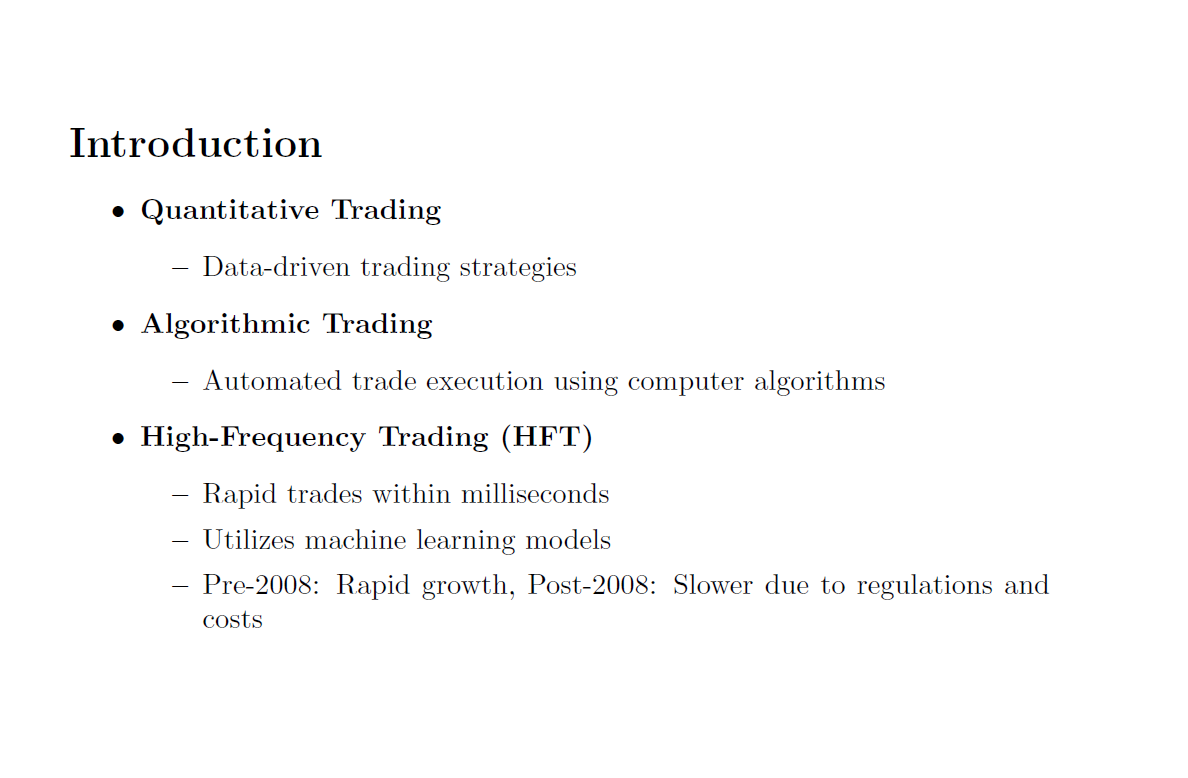 Introduction
• Quantitative Trading
– Data-driven trading strategies
• Algorithmic Trading
– Automated trade execution using computer algorithms
• High-Frequency Trading (HFT)
– Rapid trades within milliseconds
– Utilizes machine learning models
– Pre-2008: Rapid growth, Post-2008: Slower due to regulations and
costs